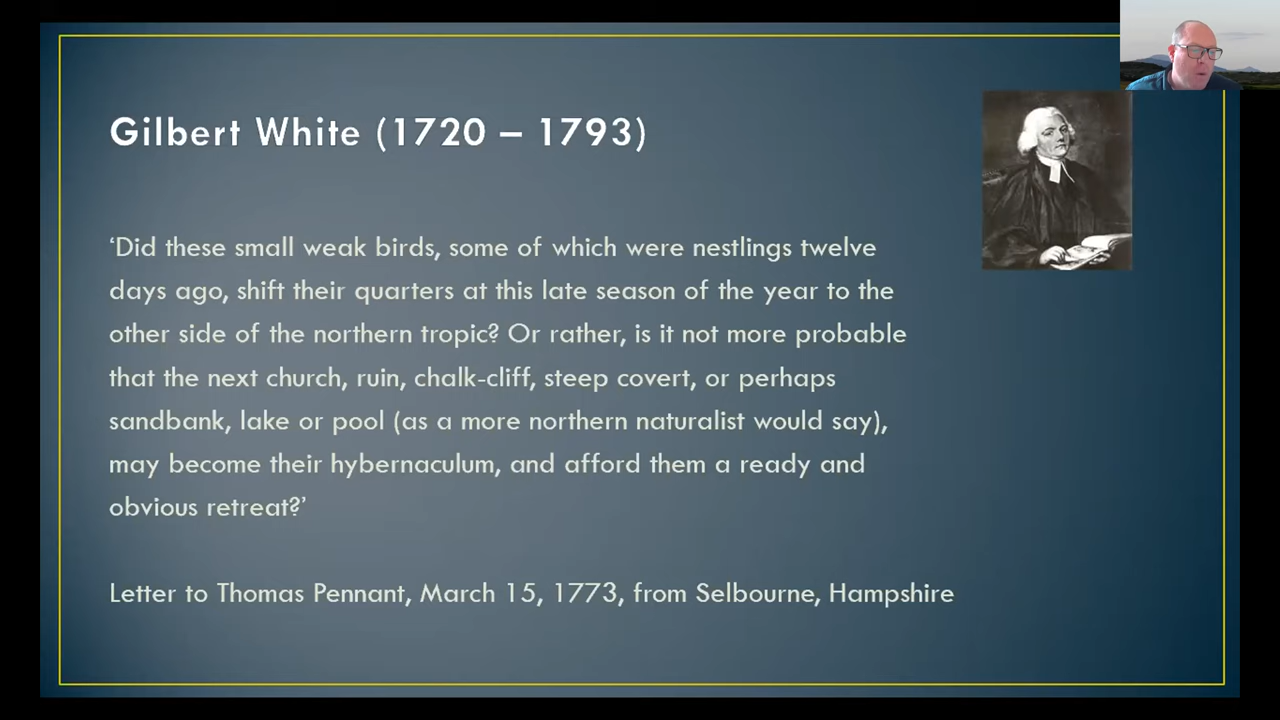 Gilbert White (1720 – 1793)
‘Did these small weak birds, some of which were nestlings twelve
days ago, shift their quarters at this late season of the year to the
other side of the northern tropic? Or rather, is it not more probable
that the next church, ruin, chalk-cliff, steep covert, or perhaps
sandbank, lake or pool (as a more northern naturalist would say),
may become their hybernaculum, and afford them a ready and
obvious retreat?’
Letter to Thomas Pennant, March 15, 1773, from Selbourne, Hampshire